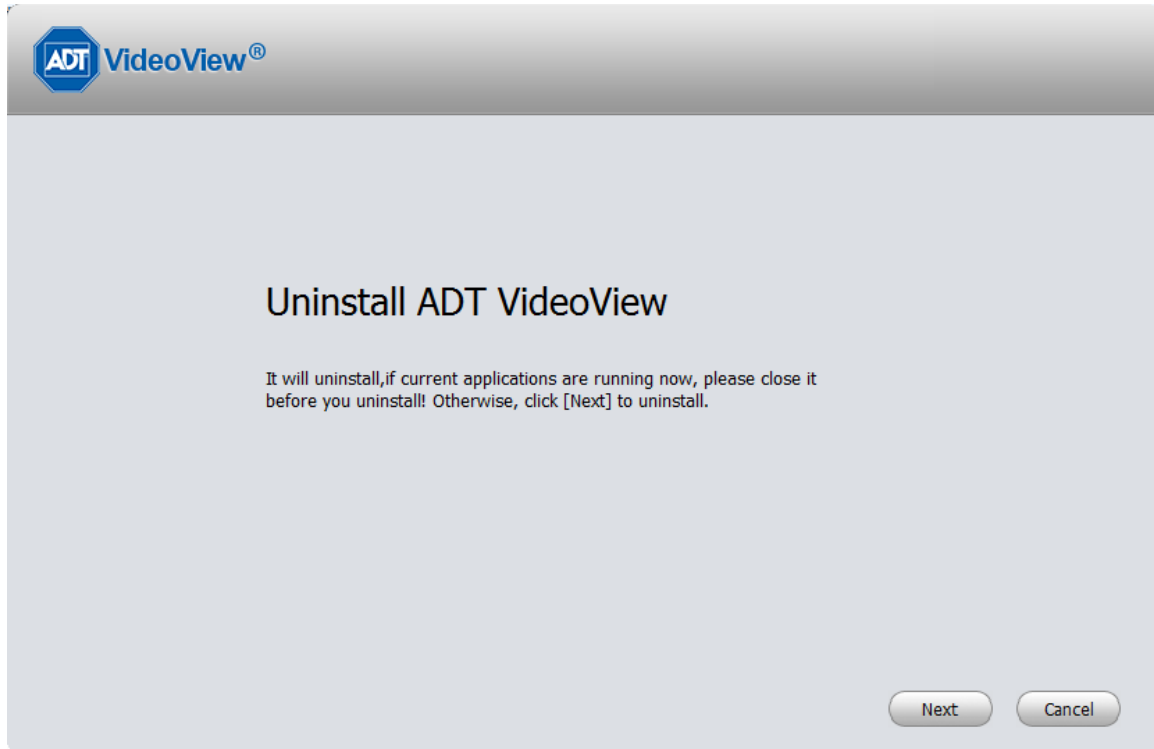 ADT VideoView®
Uninstall ADT VideoView
It will uninstall,if current applications are running now, please close it
before you uninstall! Otherwise, click [Next] to uninstall.
Next Cancel